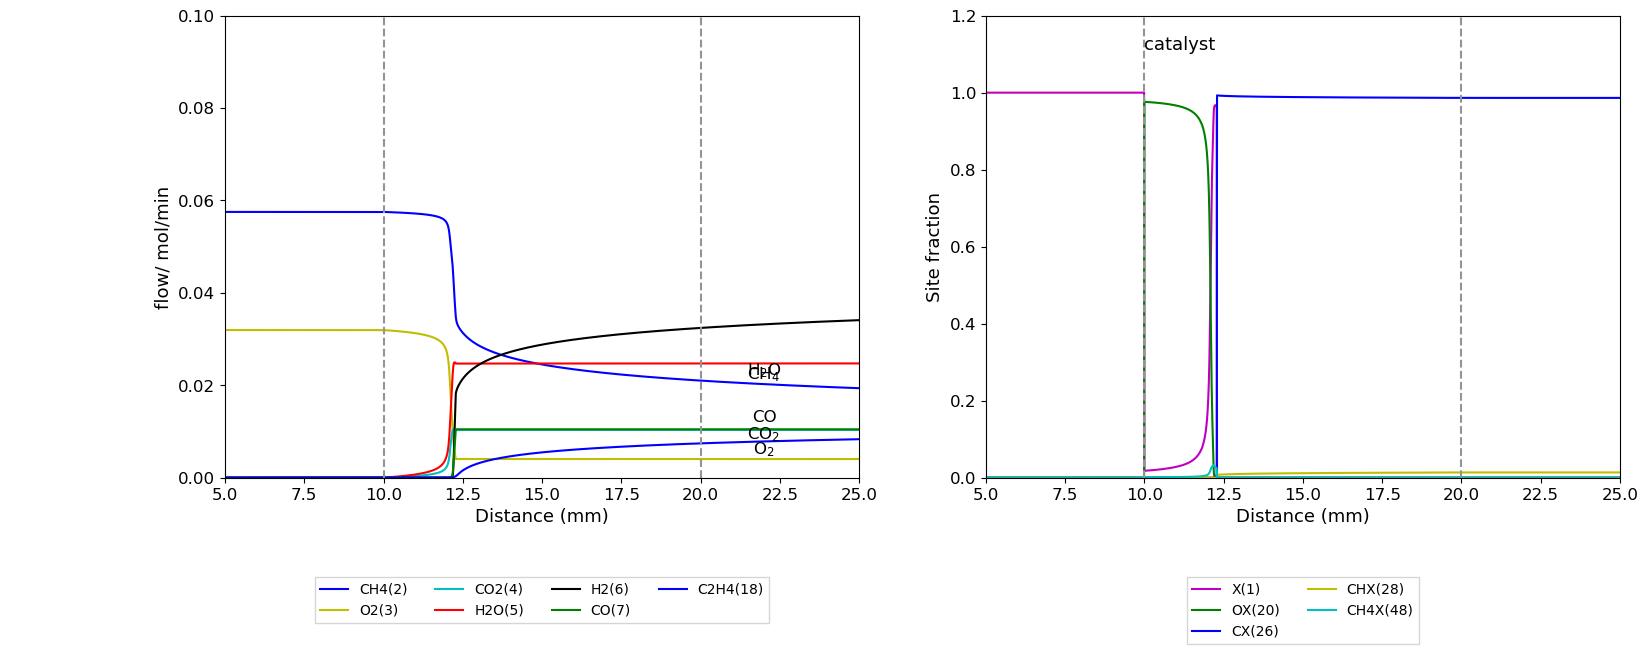 0.10
0.08
0.06
0.04
0.02
0.00
flow/ mol/min
H2O
CH4
CO
CO2
O2
5.0 7.5 10.0 12.5 15.0 17.5 20.0 22.5 25.0
Distance (mm)
CH4(2) CO2(4) H2(6) C2H4(18)
O2(3) H2O(5) CO(7)
1.2
1.0
0.8
0.6
0.4
0.2
0.0
Site fraction
catalyst
5.0 7.5 10.0 12.5 15.0 17.5 20.0 22.5 25.0
Distance (mm)
X(1) CHX(28)
OX(20) CH4X(48)
CX(26)